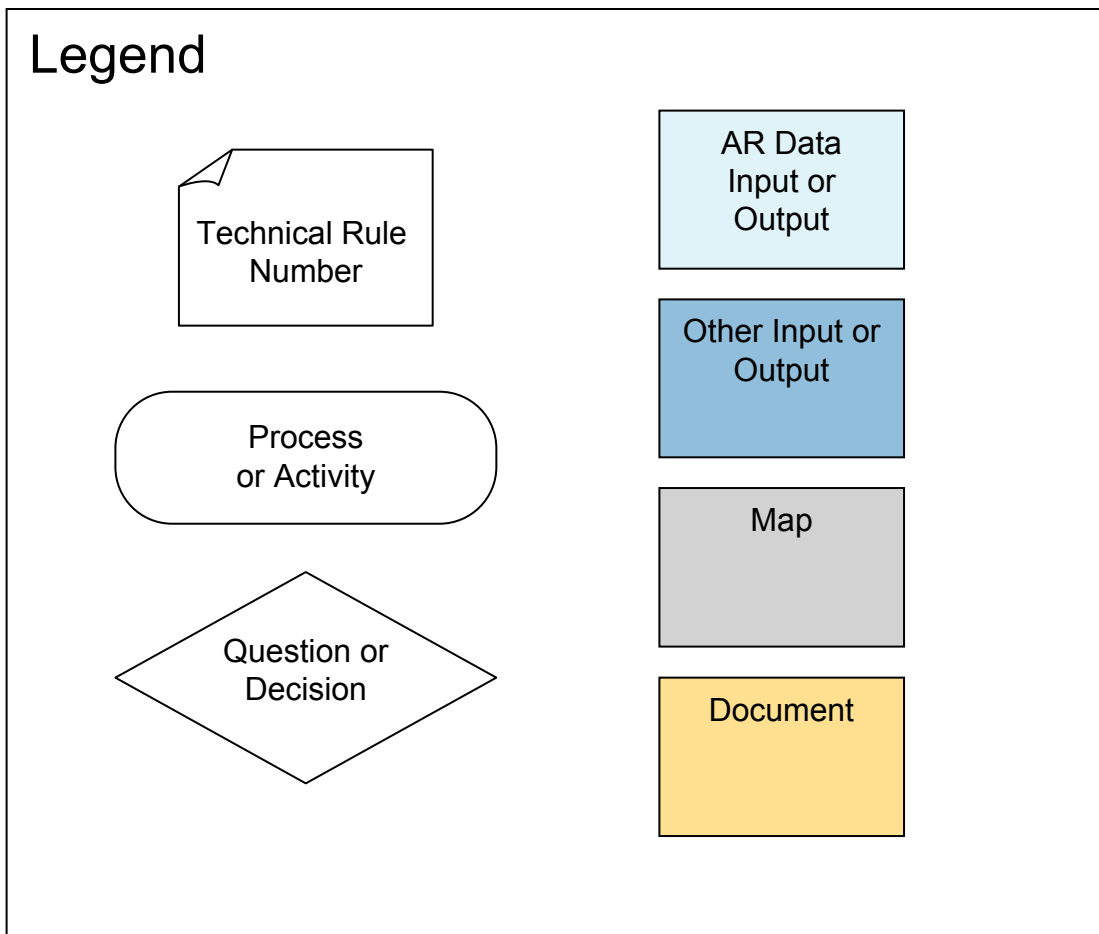 Legend
Technical Rule
Number
Process
or Activity
Question or
Decision
AR Data
Input or
Output
Other Input or
Output
Map
Document